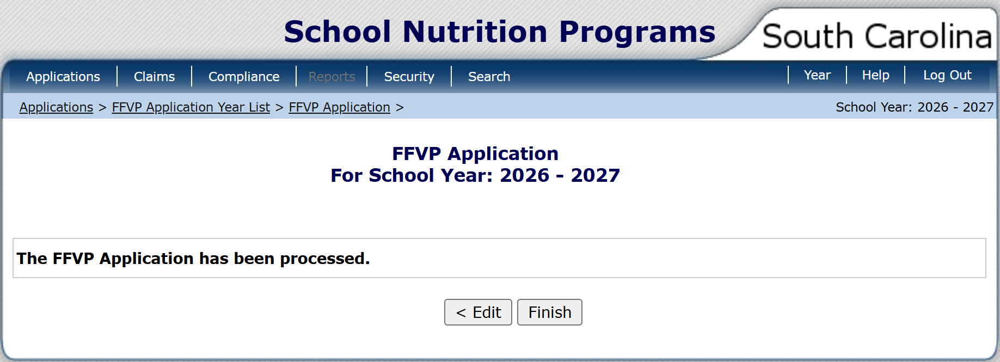 School Nutrition Programs
South Carolina
Applications Claims Compliance Reports Security Search Year Help Log Out
Applications > FFVP Application Year List > FFVP Application > School Year: 2026 - 2027
FFVP Application
For School Year: 2026 - 2027
The FFVP Application has been processed.
< Edit Finish